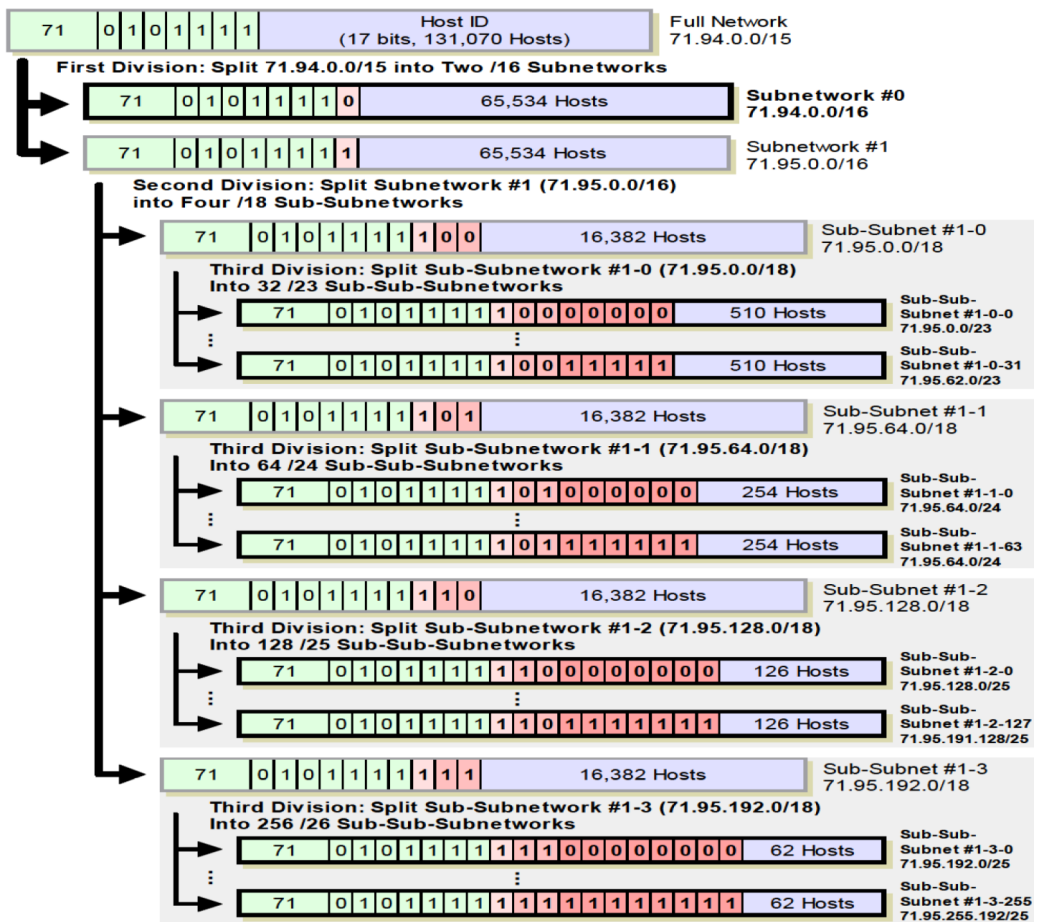 71 0 1 0 1 1 1 1 Host ID Full Network
(17 bits, 131,070 Hosts) 71.94.0.0/15
First Division: Split 71.94.0.0/15 into Two /16 Subnetworks
71 0 1 0 1 1 1 1 0 65,534 Hosts Subnetwork #0
71.94.0.0/16
71 0 1 0 1 1 1 1 1 65,534 Hosts Subnetwork #1
71.95.0.0/16
Second Division: Split Subnetwork #1 (71.95.0.0/16)
into Four /18 Sub-Subnetworks
71 0 1 0 1 1 1 1 1 0 0 16,382 Hosts Sub-Subnet #1-0
71.95.0.0/18
Third Division: Split Sub-Subnetwork #1-0 (71.95.0.0/18)
Into 32 /23 Sub-Sub-Subnetworks
71 0 1 0 1 1 1 1 1 0 0 0 0 0 0 0 510 Hosts
Sub-Sub-
Subnet #1-0-0
71.95.0.0/23
71 0 1 0 1 1 1 1 1 0 0 1 1 1 1 1 510 Hosts
Sub-Sub-
Subnet #1-0-31
71.95.62.0/23
71 0 1 0 1 1 1 1 1 0 1 16,382 Hosts Sub-Subnet #1-1
71.95.64.0/18
Third Division: Split Sub-Subnetwork #1-1 (71.95.64.0/18)
Into 64 /24 Sub-Sub-Subnetworks
71 0 1 0 1 1 1 1 1 0 1 0 0 0 0 0 0 254 Hosts
Sub-Sub-
Subnet #1-1-0
71.95.64.0/24
71 0 1 0 1 1 1 1 1 0 1 1 1 1 1 1 1 254 Hosts
Sub-Sub-
Subnet #1-1-63
71.95.64.0/24
71 0 1 0 1 1 1 1 1 1 0 16,382 Hosts Sub-Subnet #1-2
71.95.128.0/18
Third Division: Split Sub-Subnetwork #1-2 (71.95.128.0/18)
Into 128 /25 Sub-Sub-Subnetworks
71 0 1 0 1 1 1 1 1 1 0 0 0 0 0 0 0 0 126 Hosts
Sub-Sub-
Subnet #1-2-0
71.95.128.0/25
71 0 1 0 1 1 1 1 1 1 0 1 1 1 1 1 1 1 126 Hosts
Sub-Sub-
Subnet #1-2-127
71.95.191.128/25
71 0 1 0 1 1 1 1 1 1 1 16,382 Hosts Sub-Subnet #1-3
71.95.192.0/18
Third Division: Split Sub-Subnetwork #1-3 (71.95.192.0/18)
Into 256 /26 Sub-Sub-Subnetworks
71 0 1 0 1 1 1 1 1 1 1 0 0 0 0 0 0 0 0 62 Hosts
Sub-Sub-
Subnet #1-3-0
71.95.192.0/25
71 0 1 0 1 1 1 1 1 1 1 1 1 1 1 1 1 1 1 62 Hosts
Sub-Sub-
Subnet #1-3-255
71.95.255.192/25